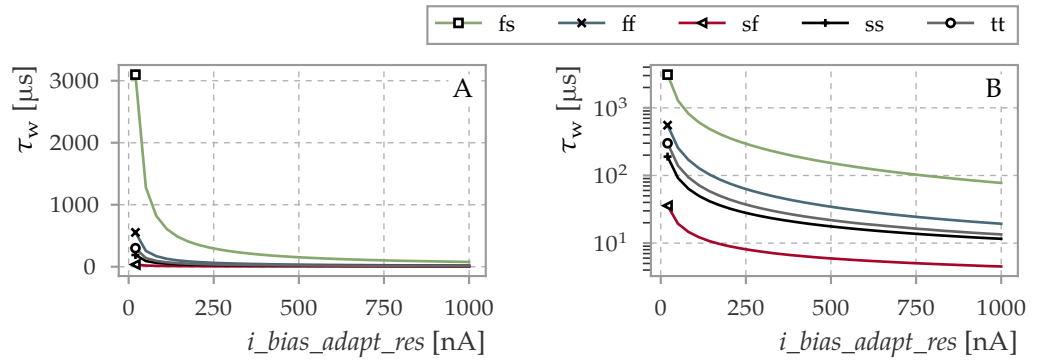 fs ff sf ss tt
A
τw [µs]
3000
2000
1000
0
0 250 500 750 1000
i_bias_adapt_res [nA]
B
τw [µs]
10³
10²
10¹
0 250 500 750 1000
i_bias_adapt_res [nA]